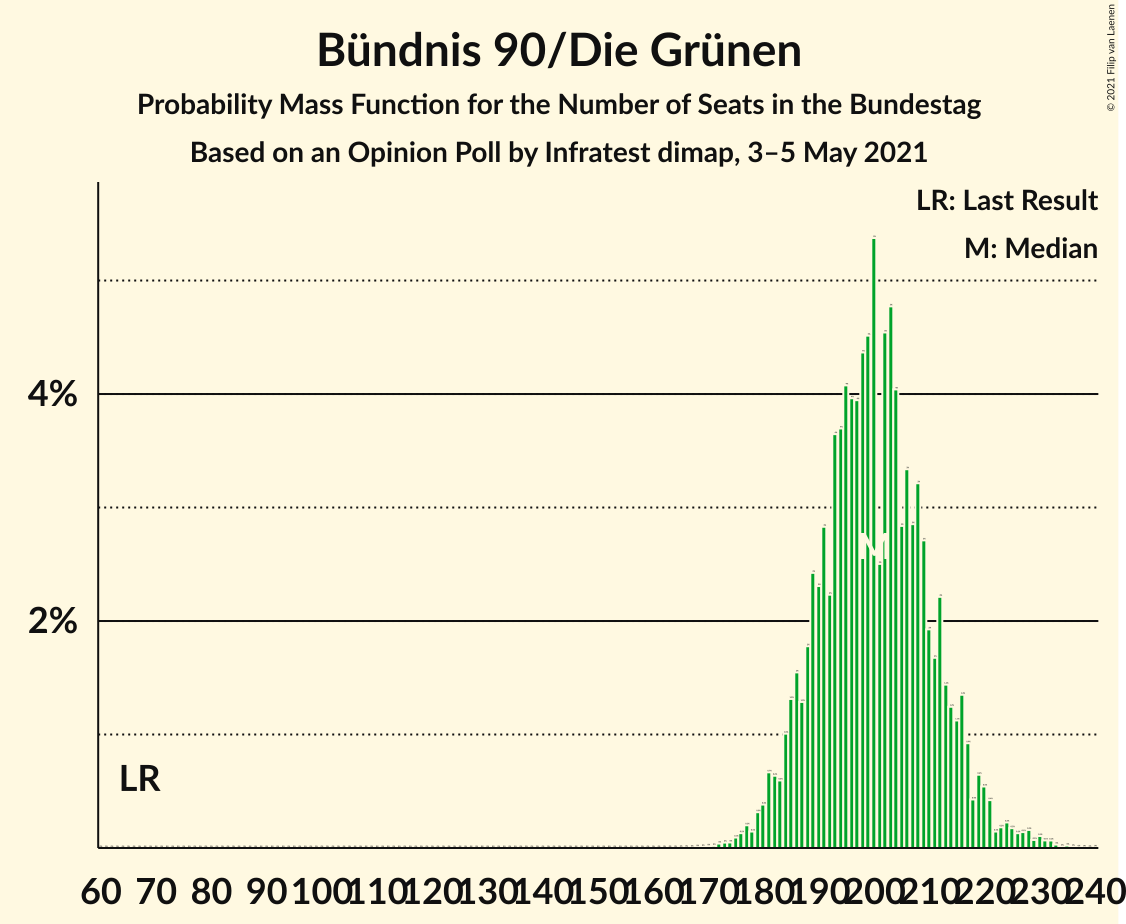 Bündnis 90/Die Grünen
Probability Mass Function for the Number of Seats in the Bundestag
Based on an Opinion Poll by Infratest dimap, 3–5 May 2021
© 2021 Filip van Laenen
LR: Last Result
M: Median
4%
2%
LR
M
60 70 80 90 100 110 120 130 140 150 160 170 180 190 200 210 220 230 240